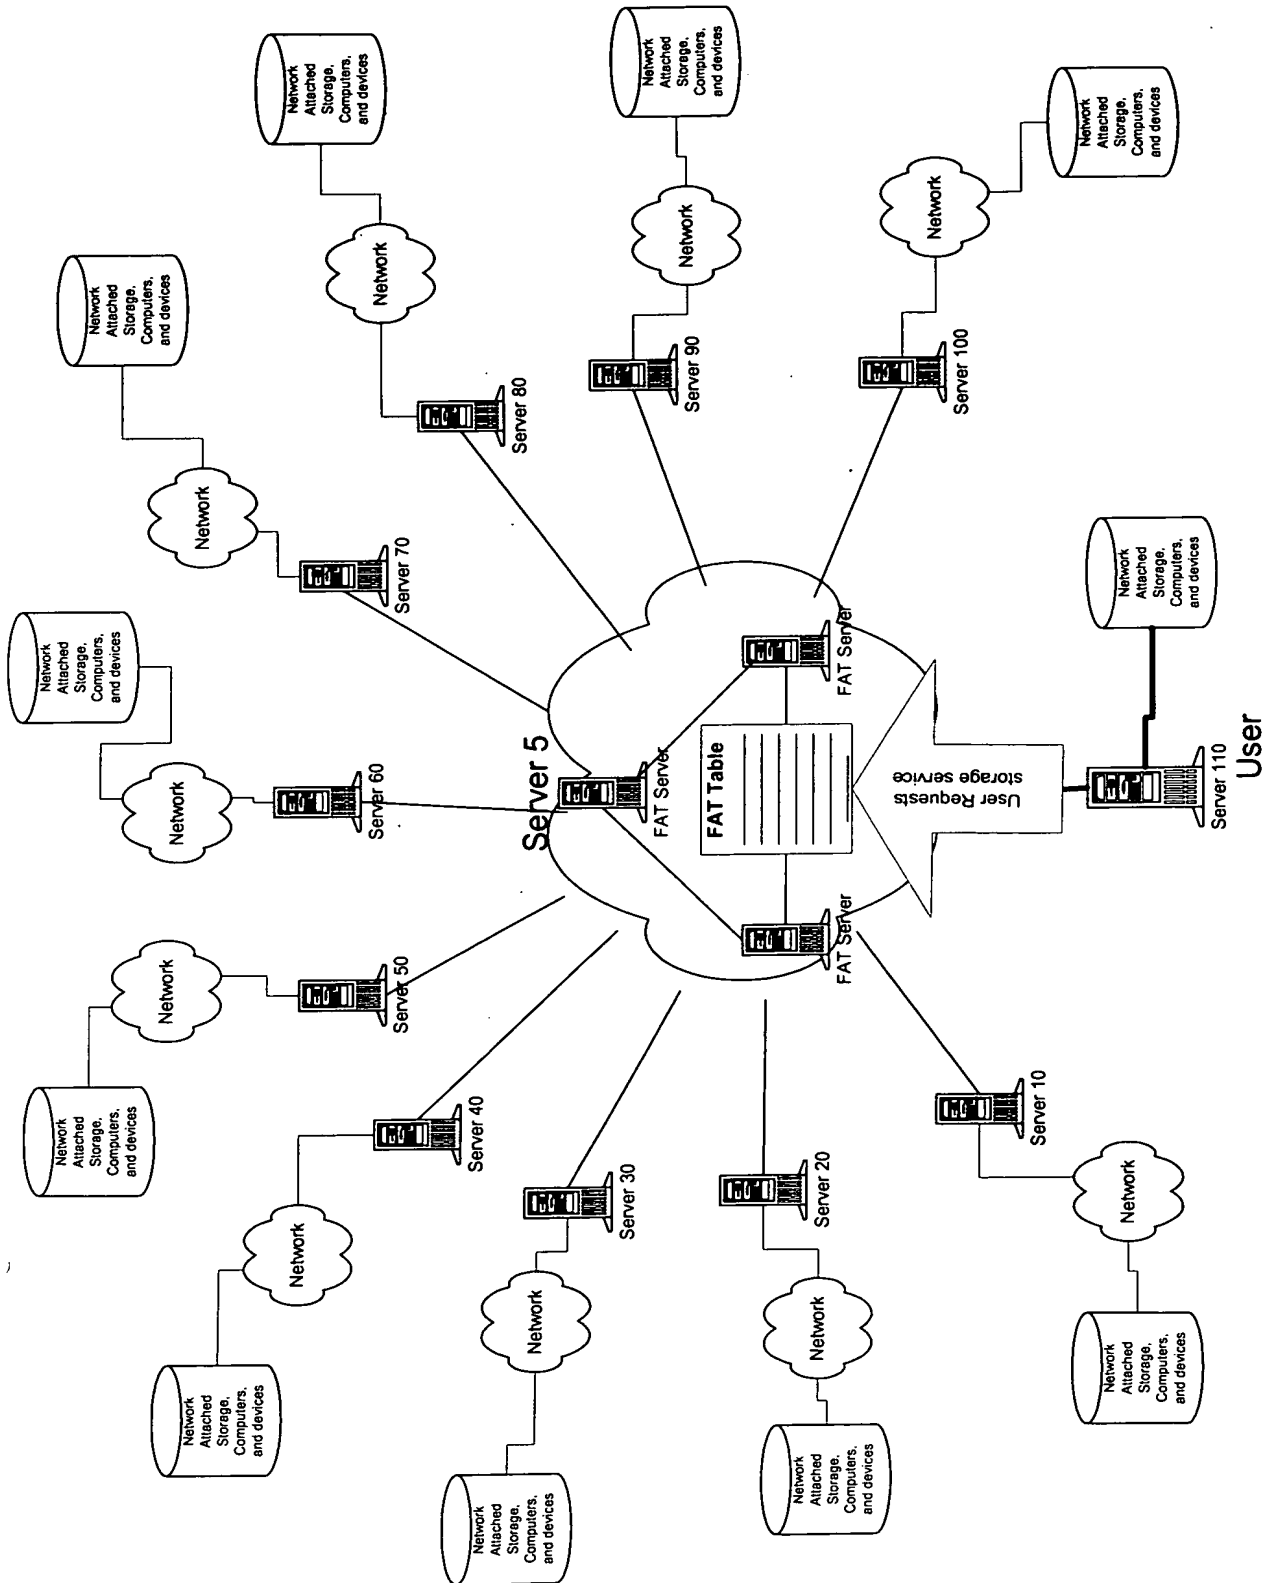 Network
Attached
Storage,
Computers,
and devices
Network
Server 60
Network
Attached
Storage,
Computers,
and devices
Network
Server 50
Network
Attached
Storage,
Computers,
and devices
Network
Server 70
Network
Attached
Storage,
Computers,
and devices
Network
Server 40
Network
Attached
Storage,
Computers,
and devices
Network
Server 80
Network
Attached
Storage,
Computers,
and devices
Network
Server 30
Server 5
FAT Server
Network
Attached
Storage,
Computers,
and devices
Network
Server 90
FAT Table
FAT Server
FAT Server
Network
Attached
Storage,
Computers,
and devices
Network
Server 20
Network
Attached
Storage,
Computers,
and devices
Network
Server 100
User Requests
storage service
Network
Attached
Storage,
Computers,
and devices
Network
Server 10
Network
Attached
Storage,
Computers,
and devices
Server 110
User